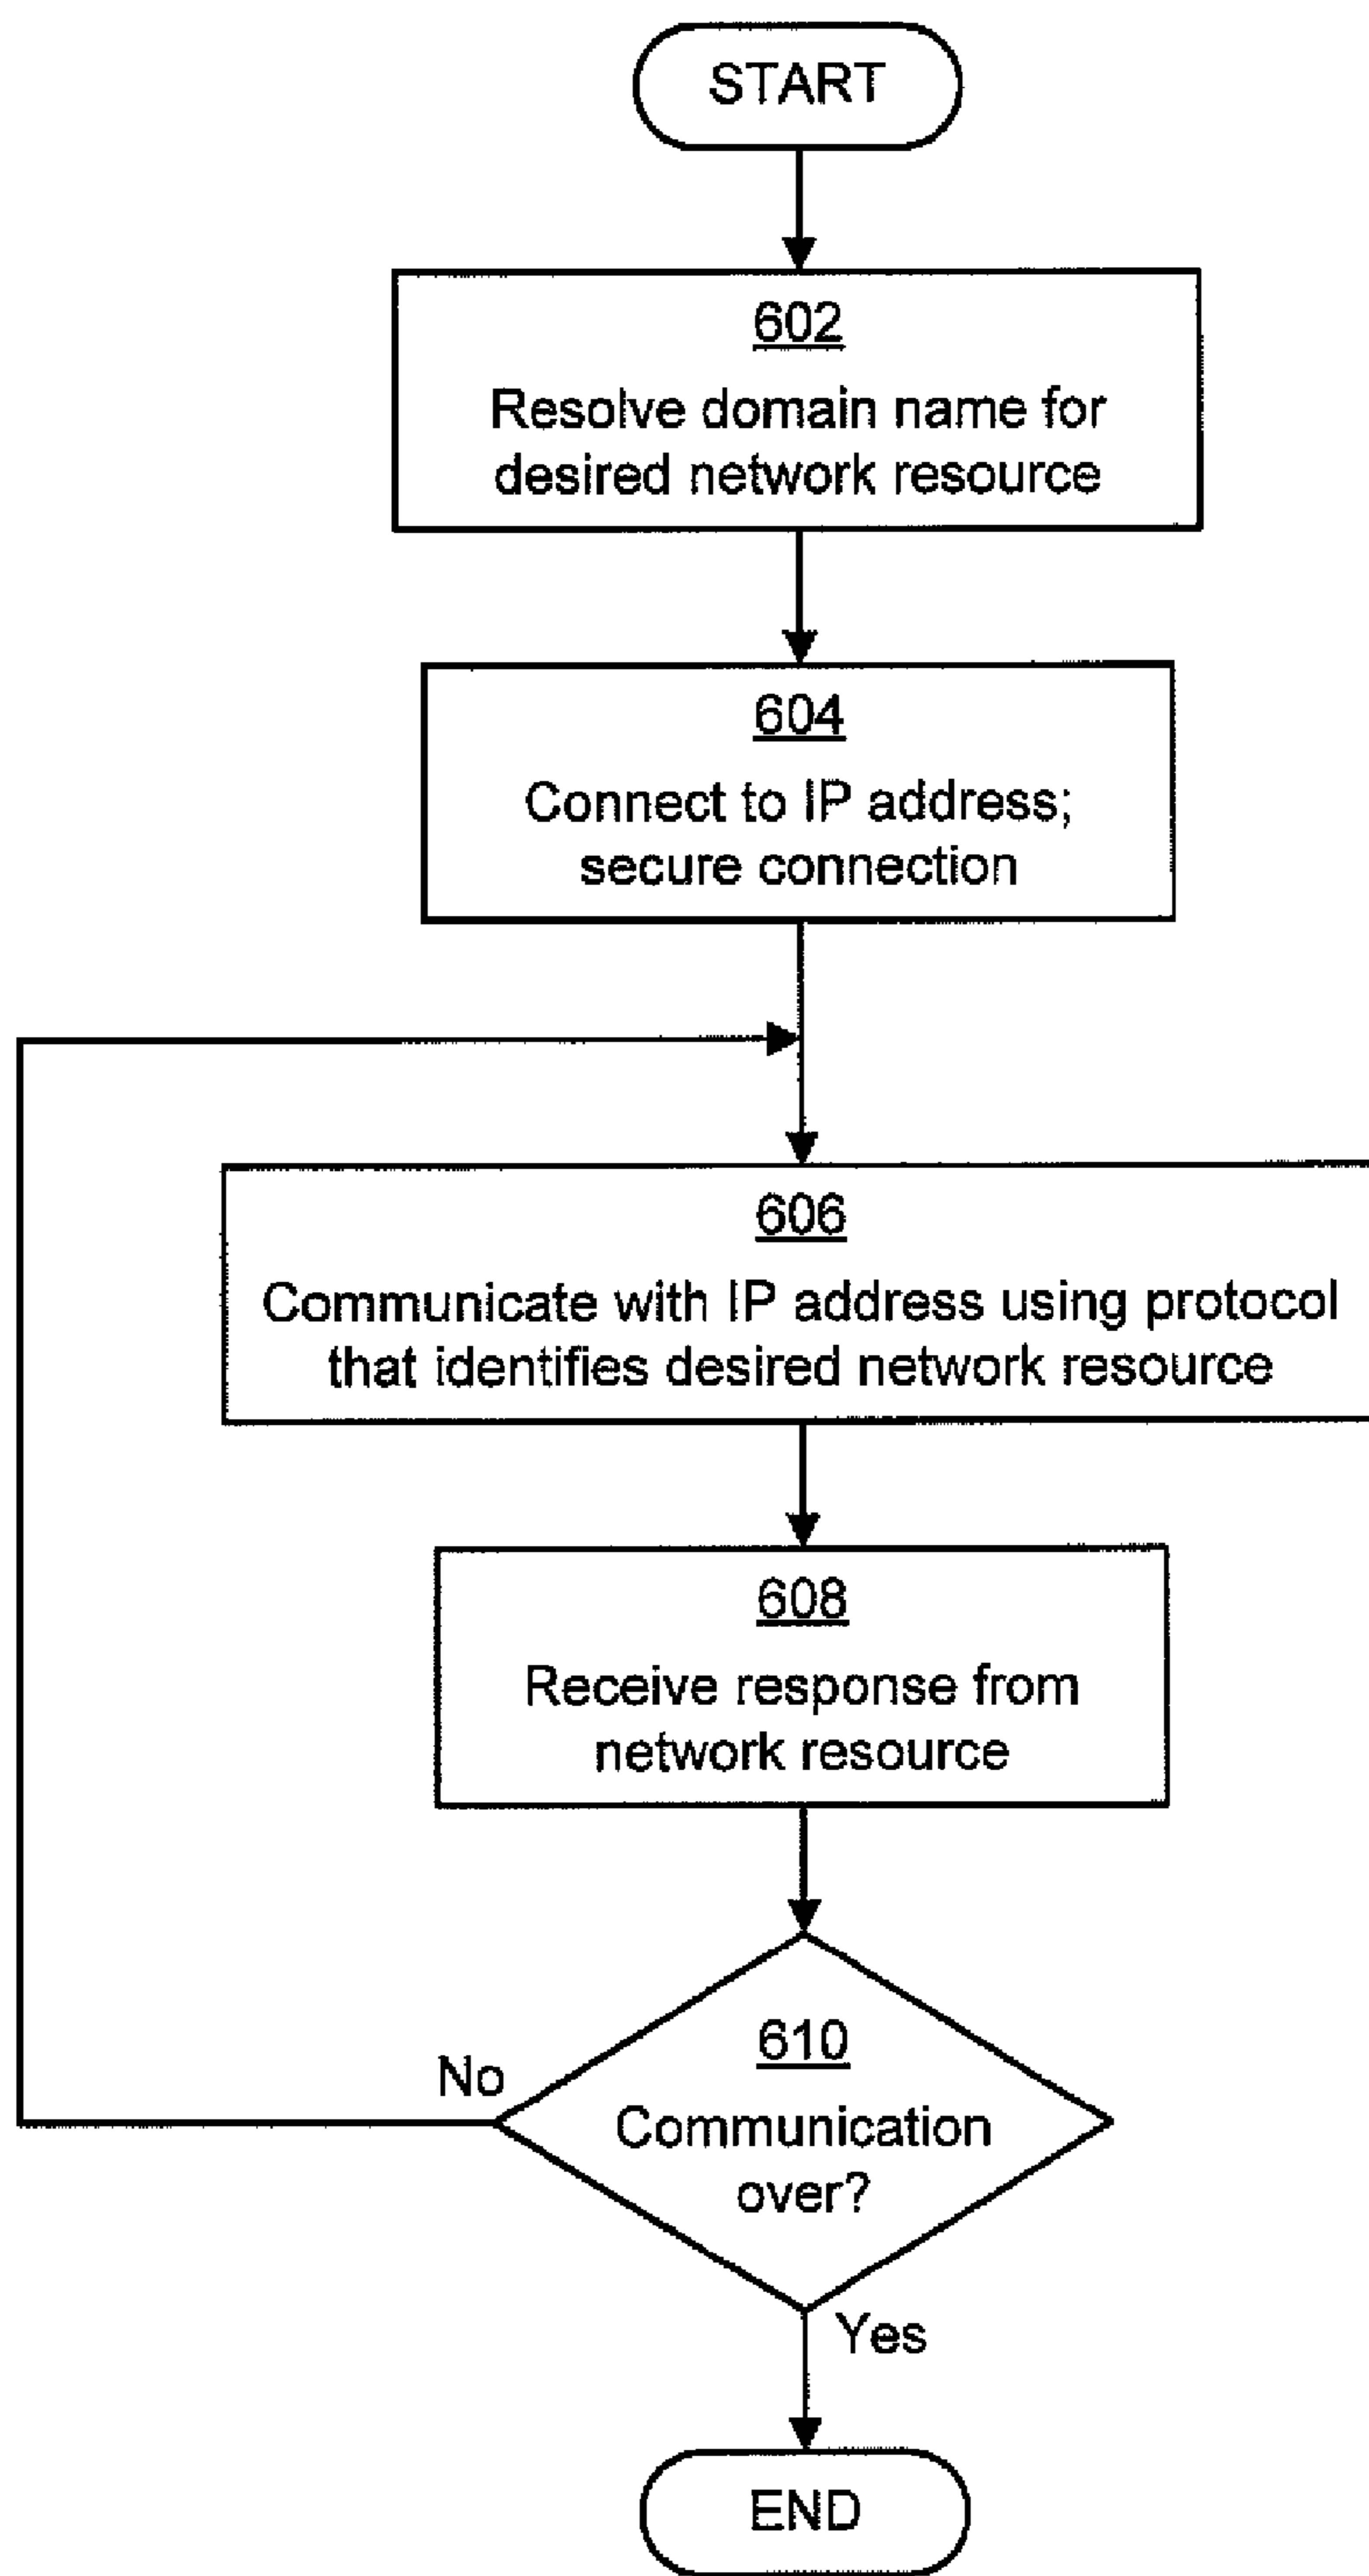 START
602
Resolve domain name for
desired network resource
604
Connect to IP address;
secure connection
606
Communicate with IP address using protocol
that identifies desired network resource
608
Receive response from
network resource
610
Communication
over?
No
Yes
END